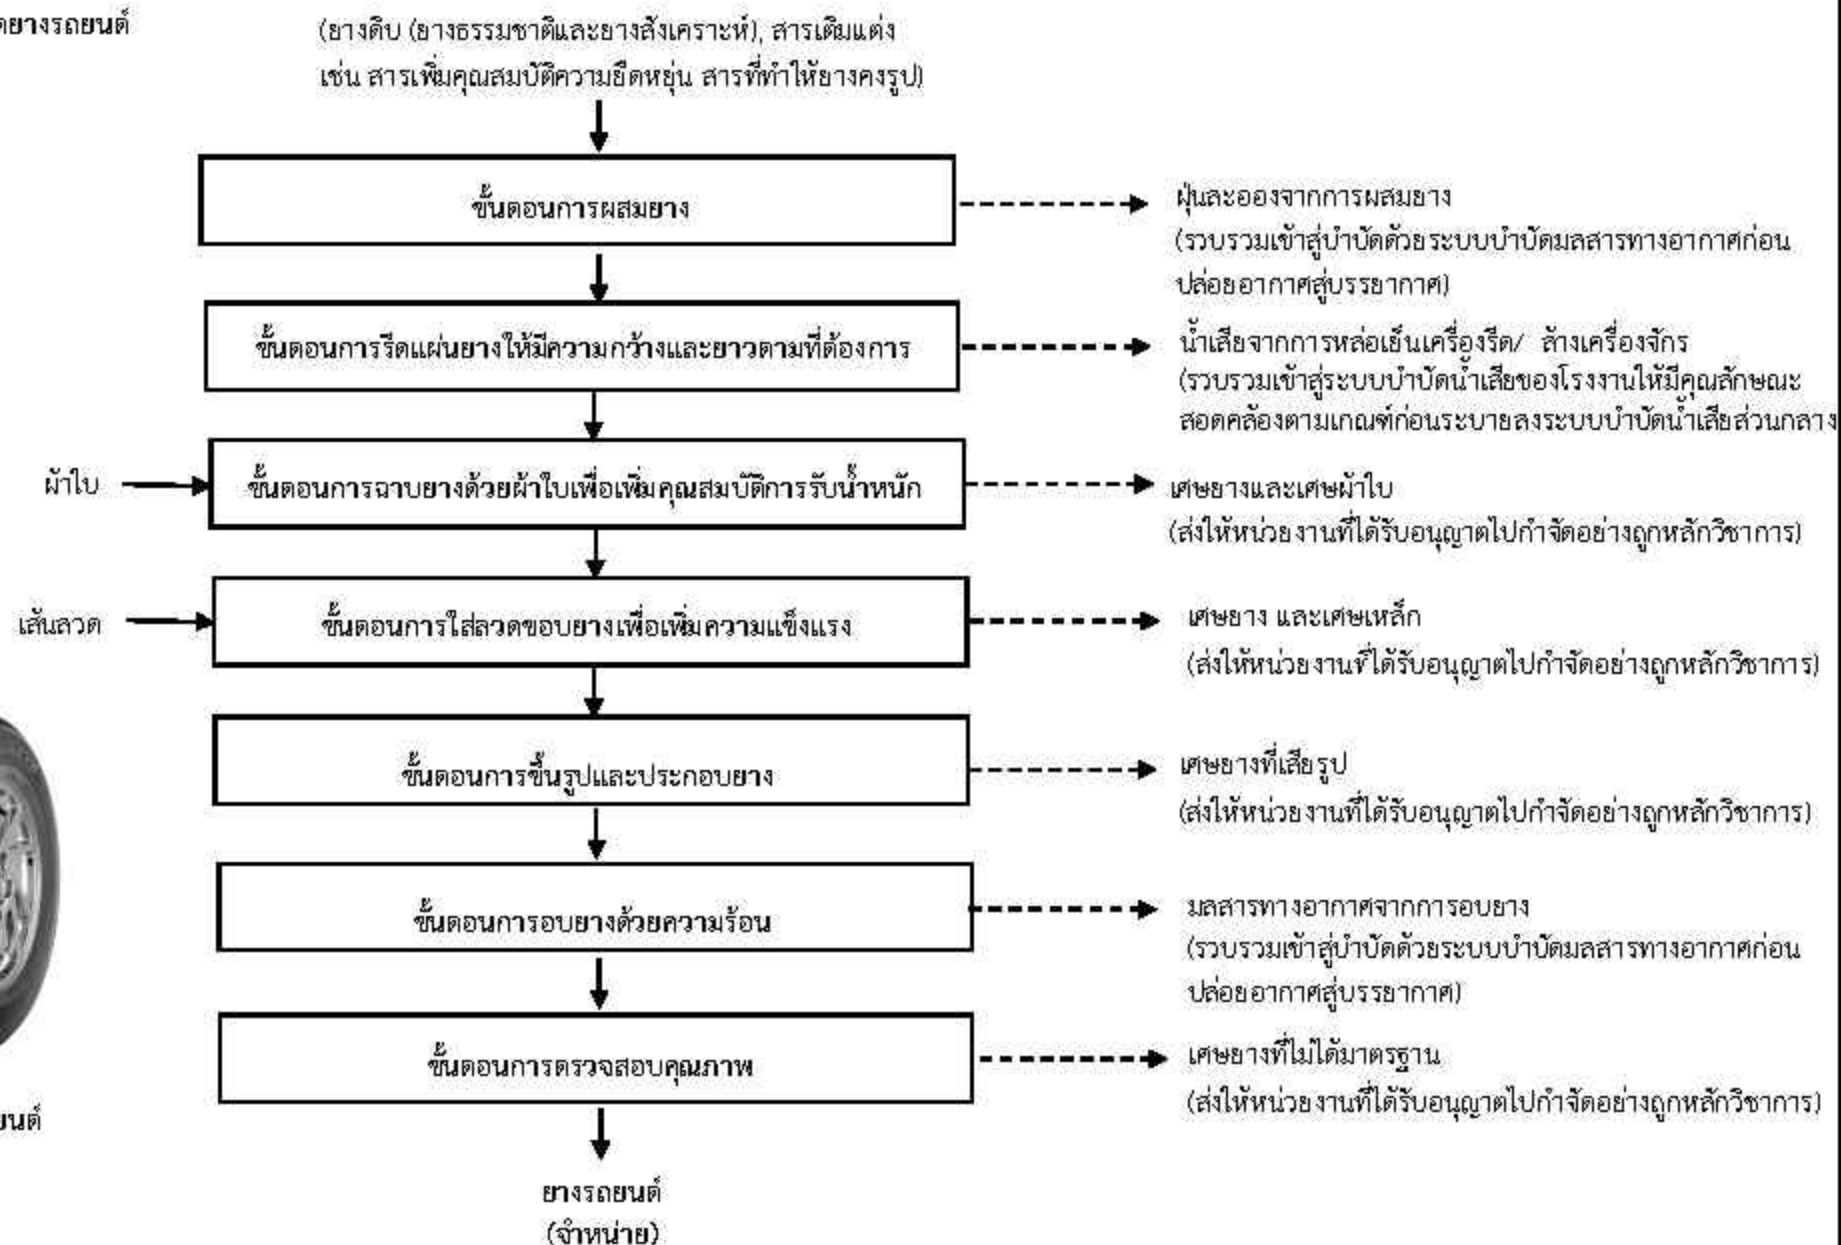 ยางรถยนต์
(ยางดิบ (ยางธรรมชาติและยางสังเคราะห์), สารเติมแต่ง
เช่น สารเพิ่มคุณสมบัติความยืดหยุ่น สารที่ทำให้ยางคงรูป)
ขั้นตอนการผสมยาง
ฝุ่นละอองจากการผสมยาง
(รวบรวมเข้าสู่บำบัดด้วยระบบบำบัดมลสารทางอากาศก่อน
ปล่อยอากาศสู่บรรยากาศ)
ขั้นตอนการรีดแผ่นยางให้มีความกว้างและยาวตามที่ต้องการ
น้ำเสียจากการหล่อเย็นเครื่องรีด/ ล้างเครื่องจักร
(รวบรวมเข้าสู่ระบบบำบัดน้ำเสียของโรงงานให้มีคุณลักษณะ
สอดคล้องตามเกณฑ์ก่อนระบายลงระบบบำบัดน้ำเสียส่วนกลาง
ผ้าใบ
ขั้นตอนการฉาบยางด้วยผ้าใบเพื่อเพิ่มคุณสมบัติการรับน้ำหนัก
เศษยางและเศษผ้าใบ
(ส่งให้หน่วยงานที่ได้รับอนุญาตไปกำจัดอย่างถูกหลักวิชาการ)
เส้นลวด
ขั้นตอนการใส่ลวดขอบยางเพื่อเพิ่มความแข็งแรง
เศษยาง และเศษเหล็ก
(ส่งให้หน่วยงานที่ได้รับอนุญาตไปกำจัดอย่างถูกหลักวิชาการ)
ขั้นตอนการขึ้นรูปและประกอบยาง
เศษยางที่เสียรูป
(ส่งให้หน่วยงานที่ได้รับอนุญาตไปกำจัดอย่างถูกหลักวิชาการ)
ขั้นตอนการอบยางด้วยความร้อน
มลสารทางอากาศจากการอบยาง
(รวบรวมเข้าสู่บำบัดด้วยระบบบำบัดมลสารทางอากาศก่อน
ปล่อยอากาศสู่บรรยากาศ)
ขั้นตอนการตรวจสอบคุณภาพ
เศษยางที่ไม่ได้มาตรฐาน
(ส่งให้หน่วยงานที่ได้รับอนุญาตไปกำจัดอย่างถูกหลักวิชาการ)
ยนต์
ยางรถยนต์
(จำหน่าย)